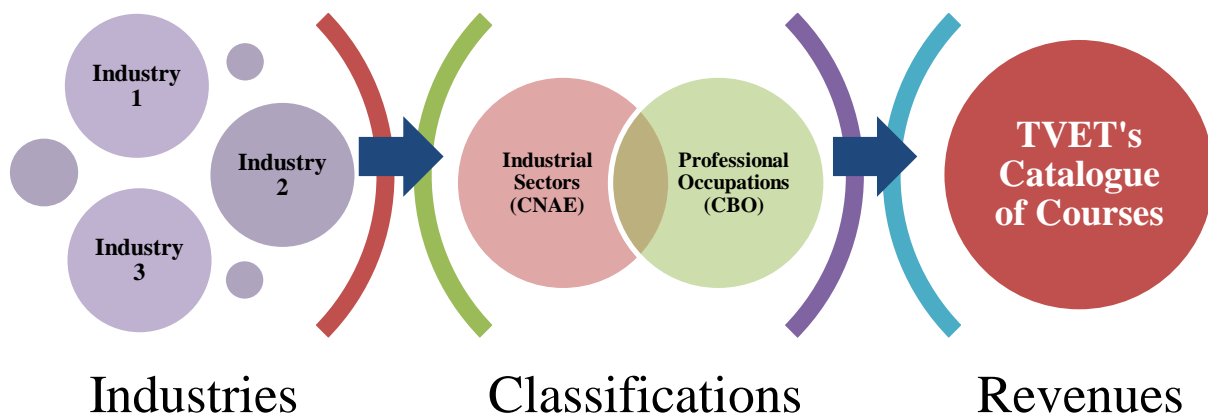 Industry
1
Industry
2
Industry
3
Industrial
Sectors
(CNAE)
Professional
Occupations
(CBO)
TVET's
Catalogue
of Courses
Industries
Classifications
Revenues